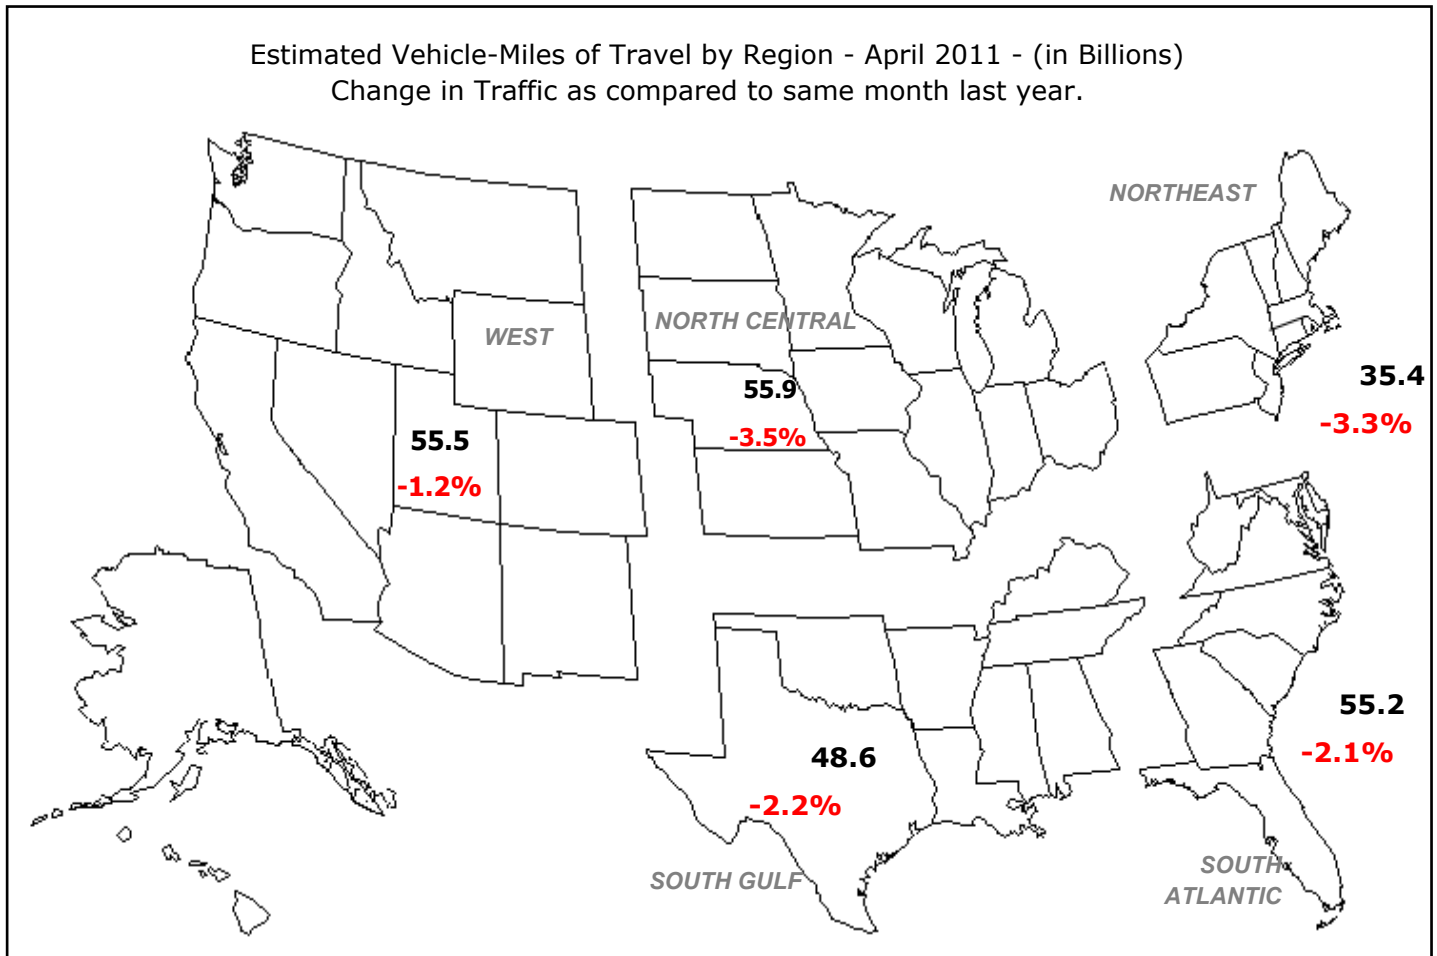 Estimated Vehicle-Miles of Travel by Region - April 2011 - (in Billions)
Change in Traffic as compared to same month last year.
NORTHEAST
WEST
NORTH CENTRAL
35.4
-3.3%
55.9
-3.5%
55.5
-1.2%
55.2
-2.1%
48.6
-2.2%
SOUTH GULF
SOUTH
ATLANTIC